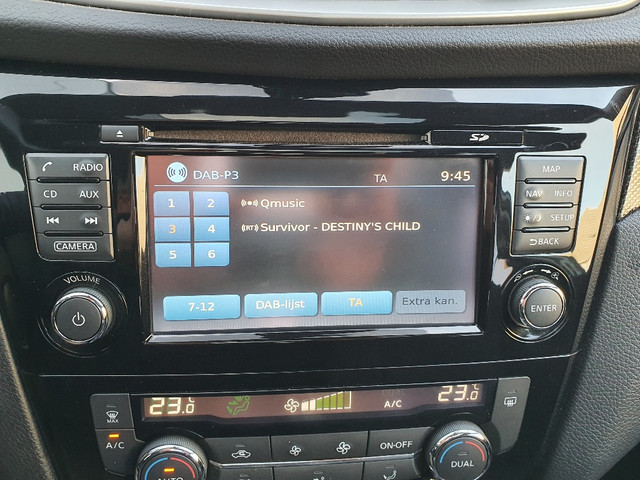 SD
RADIO
CD AUX
CAMERA
VOLUME
DAB-P3 TA 9:45
1 2
3 4
5 6
Qmusic
(RT) Survivor - DESTINY'S CHILD
7-12 DAB-lijst TA Extra kan.
MAP
NAV INFO
SETUP
BACK
ENTER
23.0 °C A/C 23.0 °C
MAX
A/C
ON-OFF
AUTO
DUAL